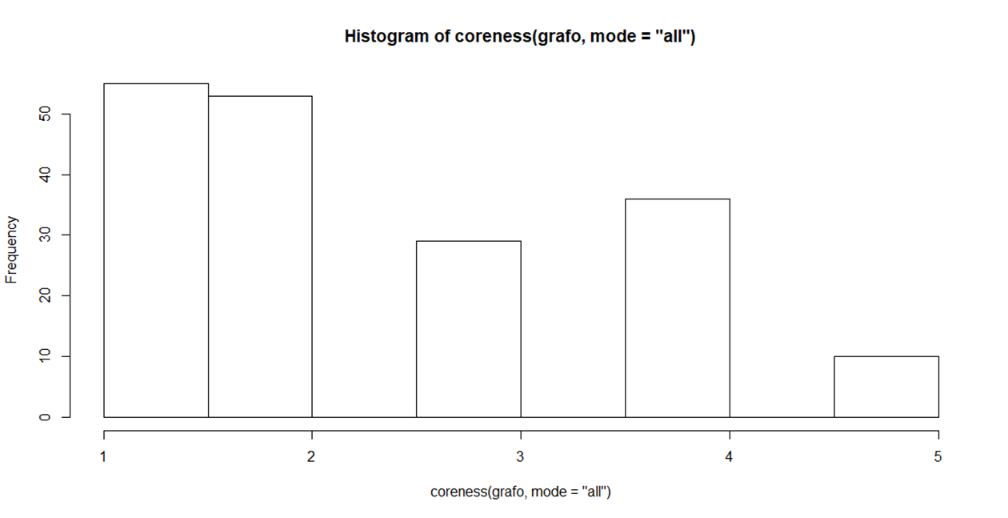 Histogram of coreness(grafo, mode = "all")
Frequency
50
40
30
20
10
0
1 2 3 4 5
coreness(grafo, mode = "all")